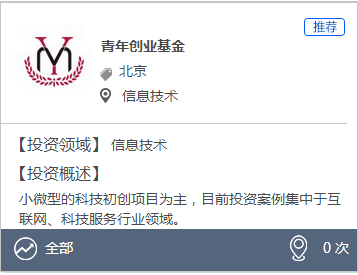 推荐
青年创业基金
北京
信息技术
【投资领域】 信息技术
【投资概述】
小微型的科技初创项目为主，目前投资案例集中于互
联网、科技服务行业领域。
全部 0 次